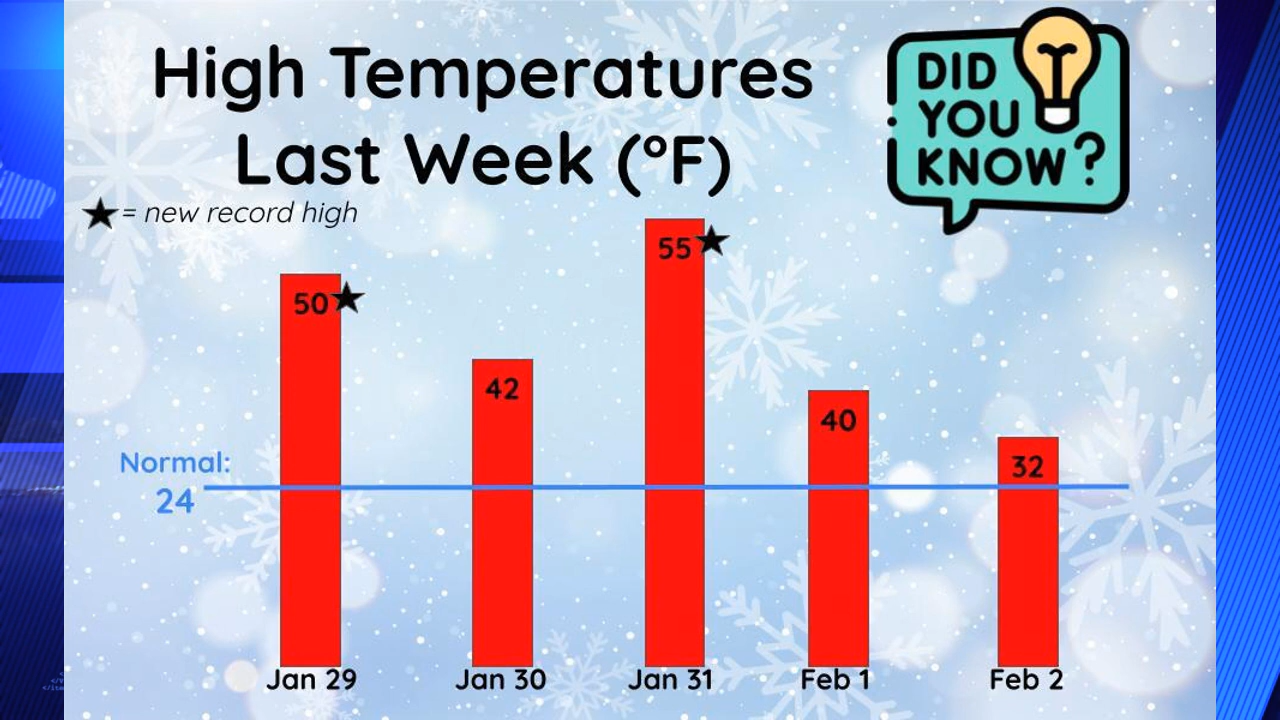 High Temperatures
Last Week (°F)
DID
YOU
KNOW?
★ = new record high
50★
42
55★
40
32
Normal:
24
Jan 29
Jan 30
Jan 31
Feb 1
Feb 2